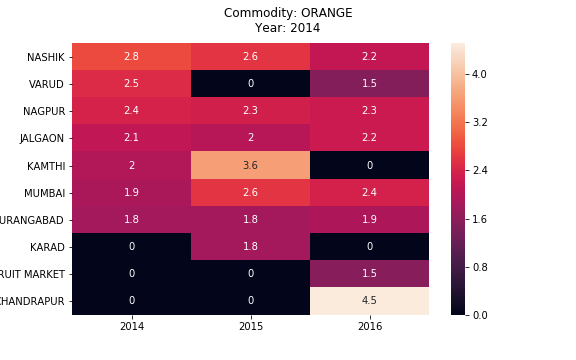 Commodity: ORANGE
Year: 2014
NASHIK 2.8 2.6 2.2
VARUD 2.5 0 1.5
NAGPUR 2.4 2.3 2.3
JALGAON 2.1 2 2.2
KAMTHI 2 3.6 0
MUMBAI 1.9 2.6 2.4
URANGABAD 1.8 1.8 1.9
KARAD 0 1.8 0
RUIT MARKET 0 0 1.5
HANDRAPUR 0 0 4.5
2014 2015 2016
4.0
3.2
2.4
1.6
0.8
0.0